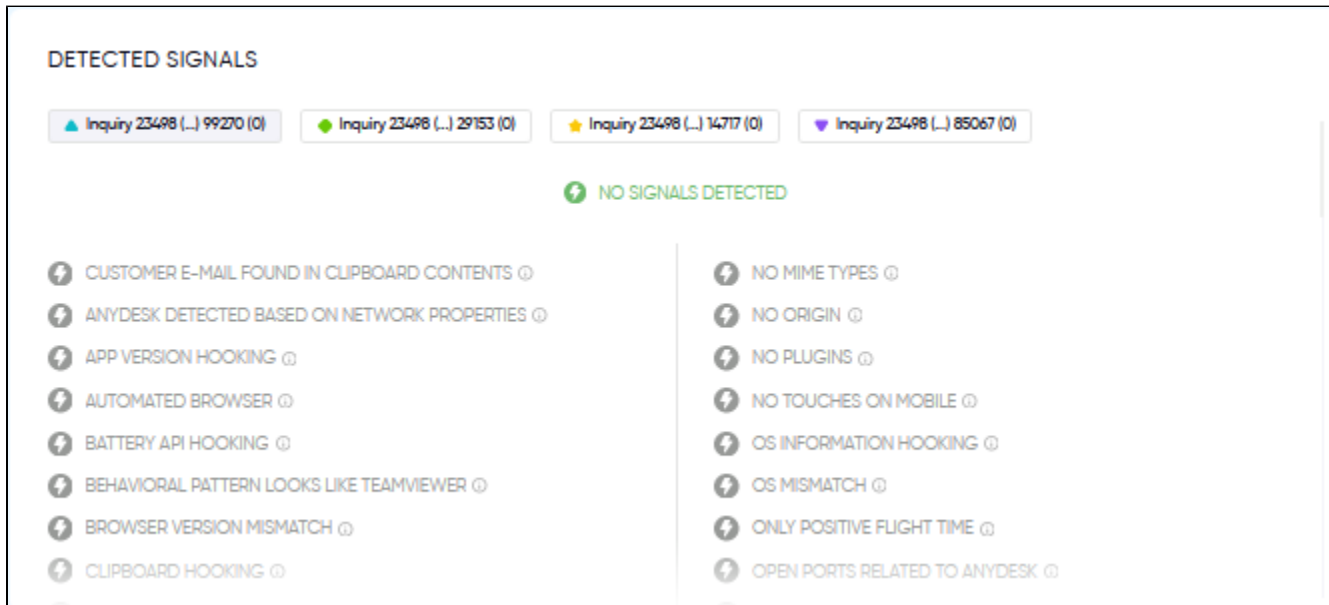 DETECTED SIGNALS
Inquiry 23498 (...) 99270 (0)
Inquiry 23498 (...) 29153 (0)
Inquiry 23498 (...) 14717 (0)
Inquiry 23498 (...) 85067 (0)
NO SIGNALS DETECTED
CUSTOMER E-MAIL FOUND IN CLIPBOARD CONTENTS
ANYDESK DETECTED BASED ON NETWORK PROPERTIES
APP VERSION HOOKING
AUTOMATED BROWSER
BATTERY API HOOKING
BEHAVIORAL PATTERN LOOKS LIKE TEAMVIEWER
BROWSER VERSION MISMATCH
CLIPBOARD HOOKING
NO MIME TYPES
NO ORIGIN
NO PLUGINS
NO TOUCHES ON MOBILE
OS INFORMATION HOOKING
OS MISMATCH
ONLY POSITIVE FLIGHT TIME
OPEN PORTS RELATED TO ANYDESK